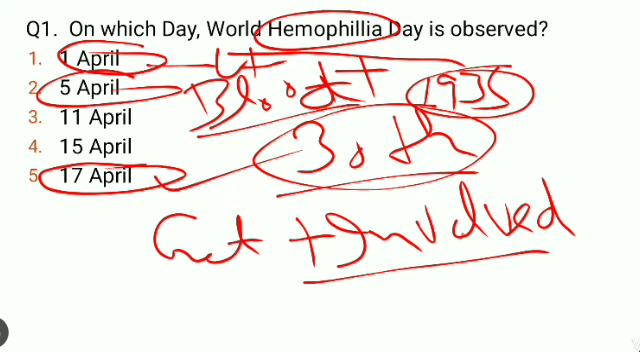 Q1. On which Day, World Hemophillia Day is observed?
1. 1 April
2. 5 April
3. 11 April
4. 15 April
5. 17 April
1935
30th
Get Involved